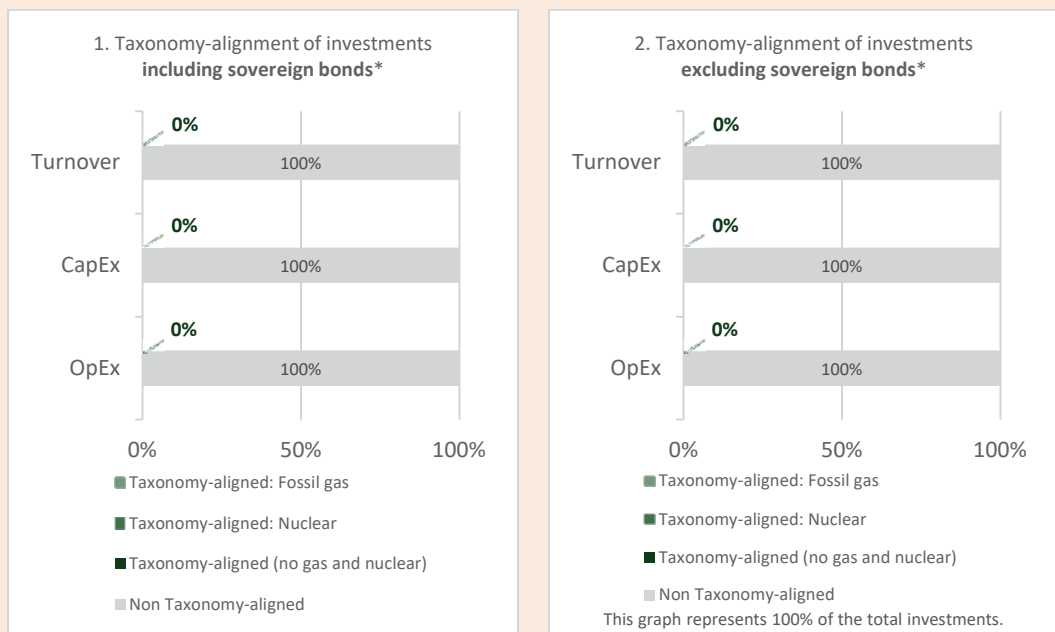 1. Taxonomy-alignment of investments
including sovereign bonds*
0%
Turnover
100%
0%
CapEx
100%
0%
OpEx
100%
0%
50%
100%
Taxonomy-aligned: Fossil gas
Taxonomy-aligned: Nuclear
Taxonomy-aligned (no gas and nuclear)
Non Taxonomy-aligned
2. Taxonomy-alignment of investments
excluding sovereign bonds*
0%
Turnover
100%
0%
CapEx
100%
0%
OpEx
100%
0%
50%
100%
Taxonomy-aligned: Fossil gas
Taxonomy-aligned: Nuclear
Taxonomy-aligned (no gas and nuclear)
Non Taxonomy-aligned
This graph represents 100% of the total investments.